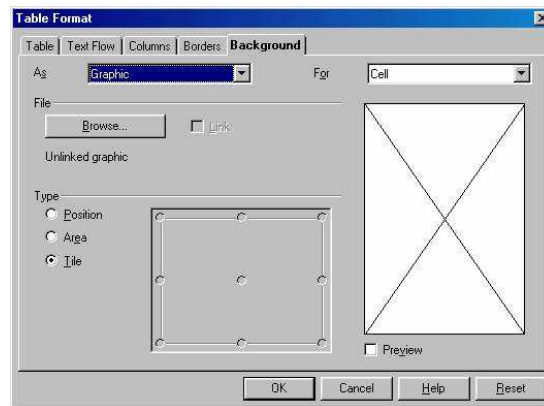 Table Format
Table Text Flow Columns Borders Background
As Graphic For Cell
File
Browse... Link
Unlinked graphic
Type
Position
Area
Tile
Preview
OK Cancel Help Reset